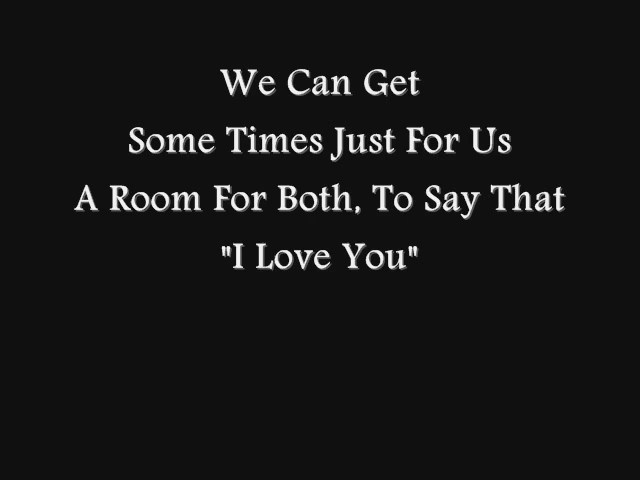 We Can Get
Some Times Just For Us
A Room For Both, To Say That
"I Love You"